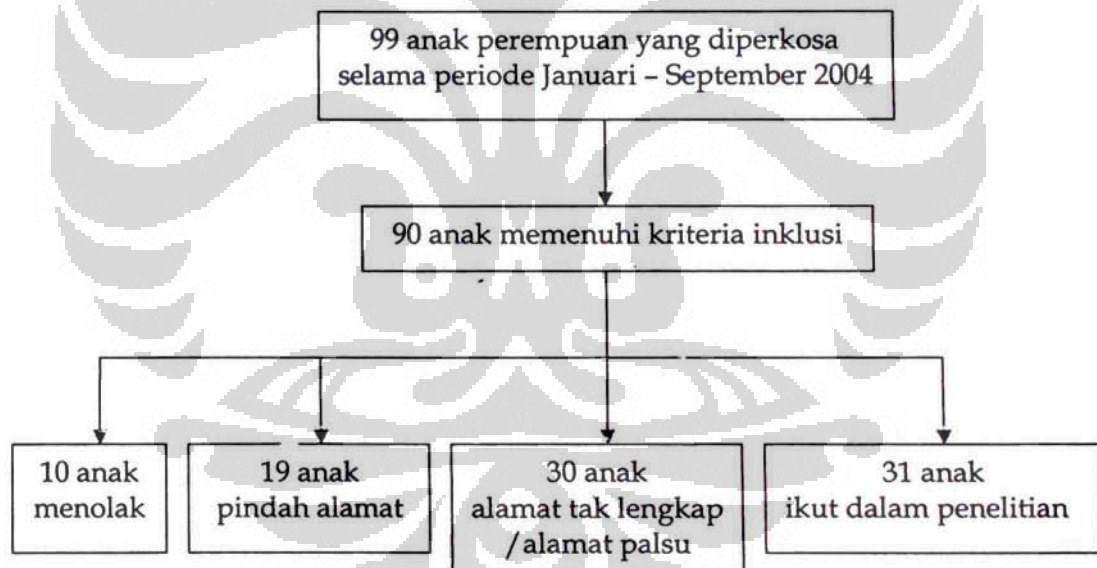 99 anak perempuan yang diperkosa
selama periode Januari – September 2004
90 anak memenuhi kriteria inklusi
10 anak
menolak
19 anak
pindah alamat
30 anak
alamat tak lengkap
/alamat palsu
31 anak
ikut dalam penelitian